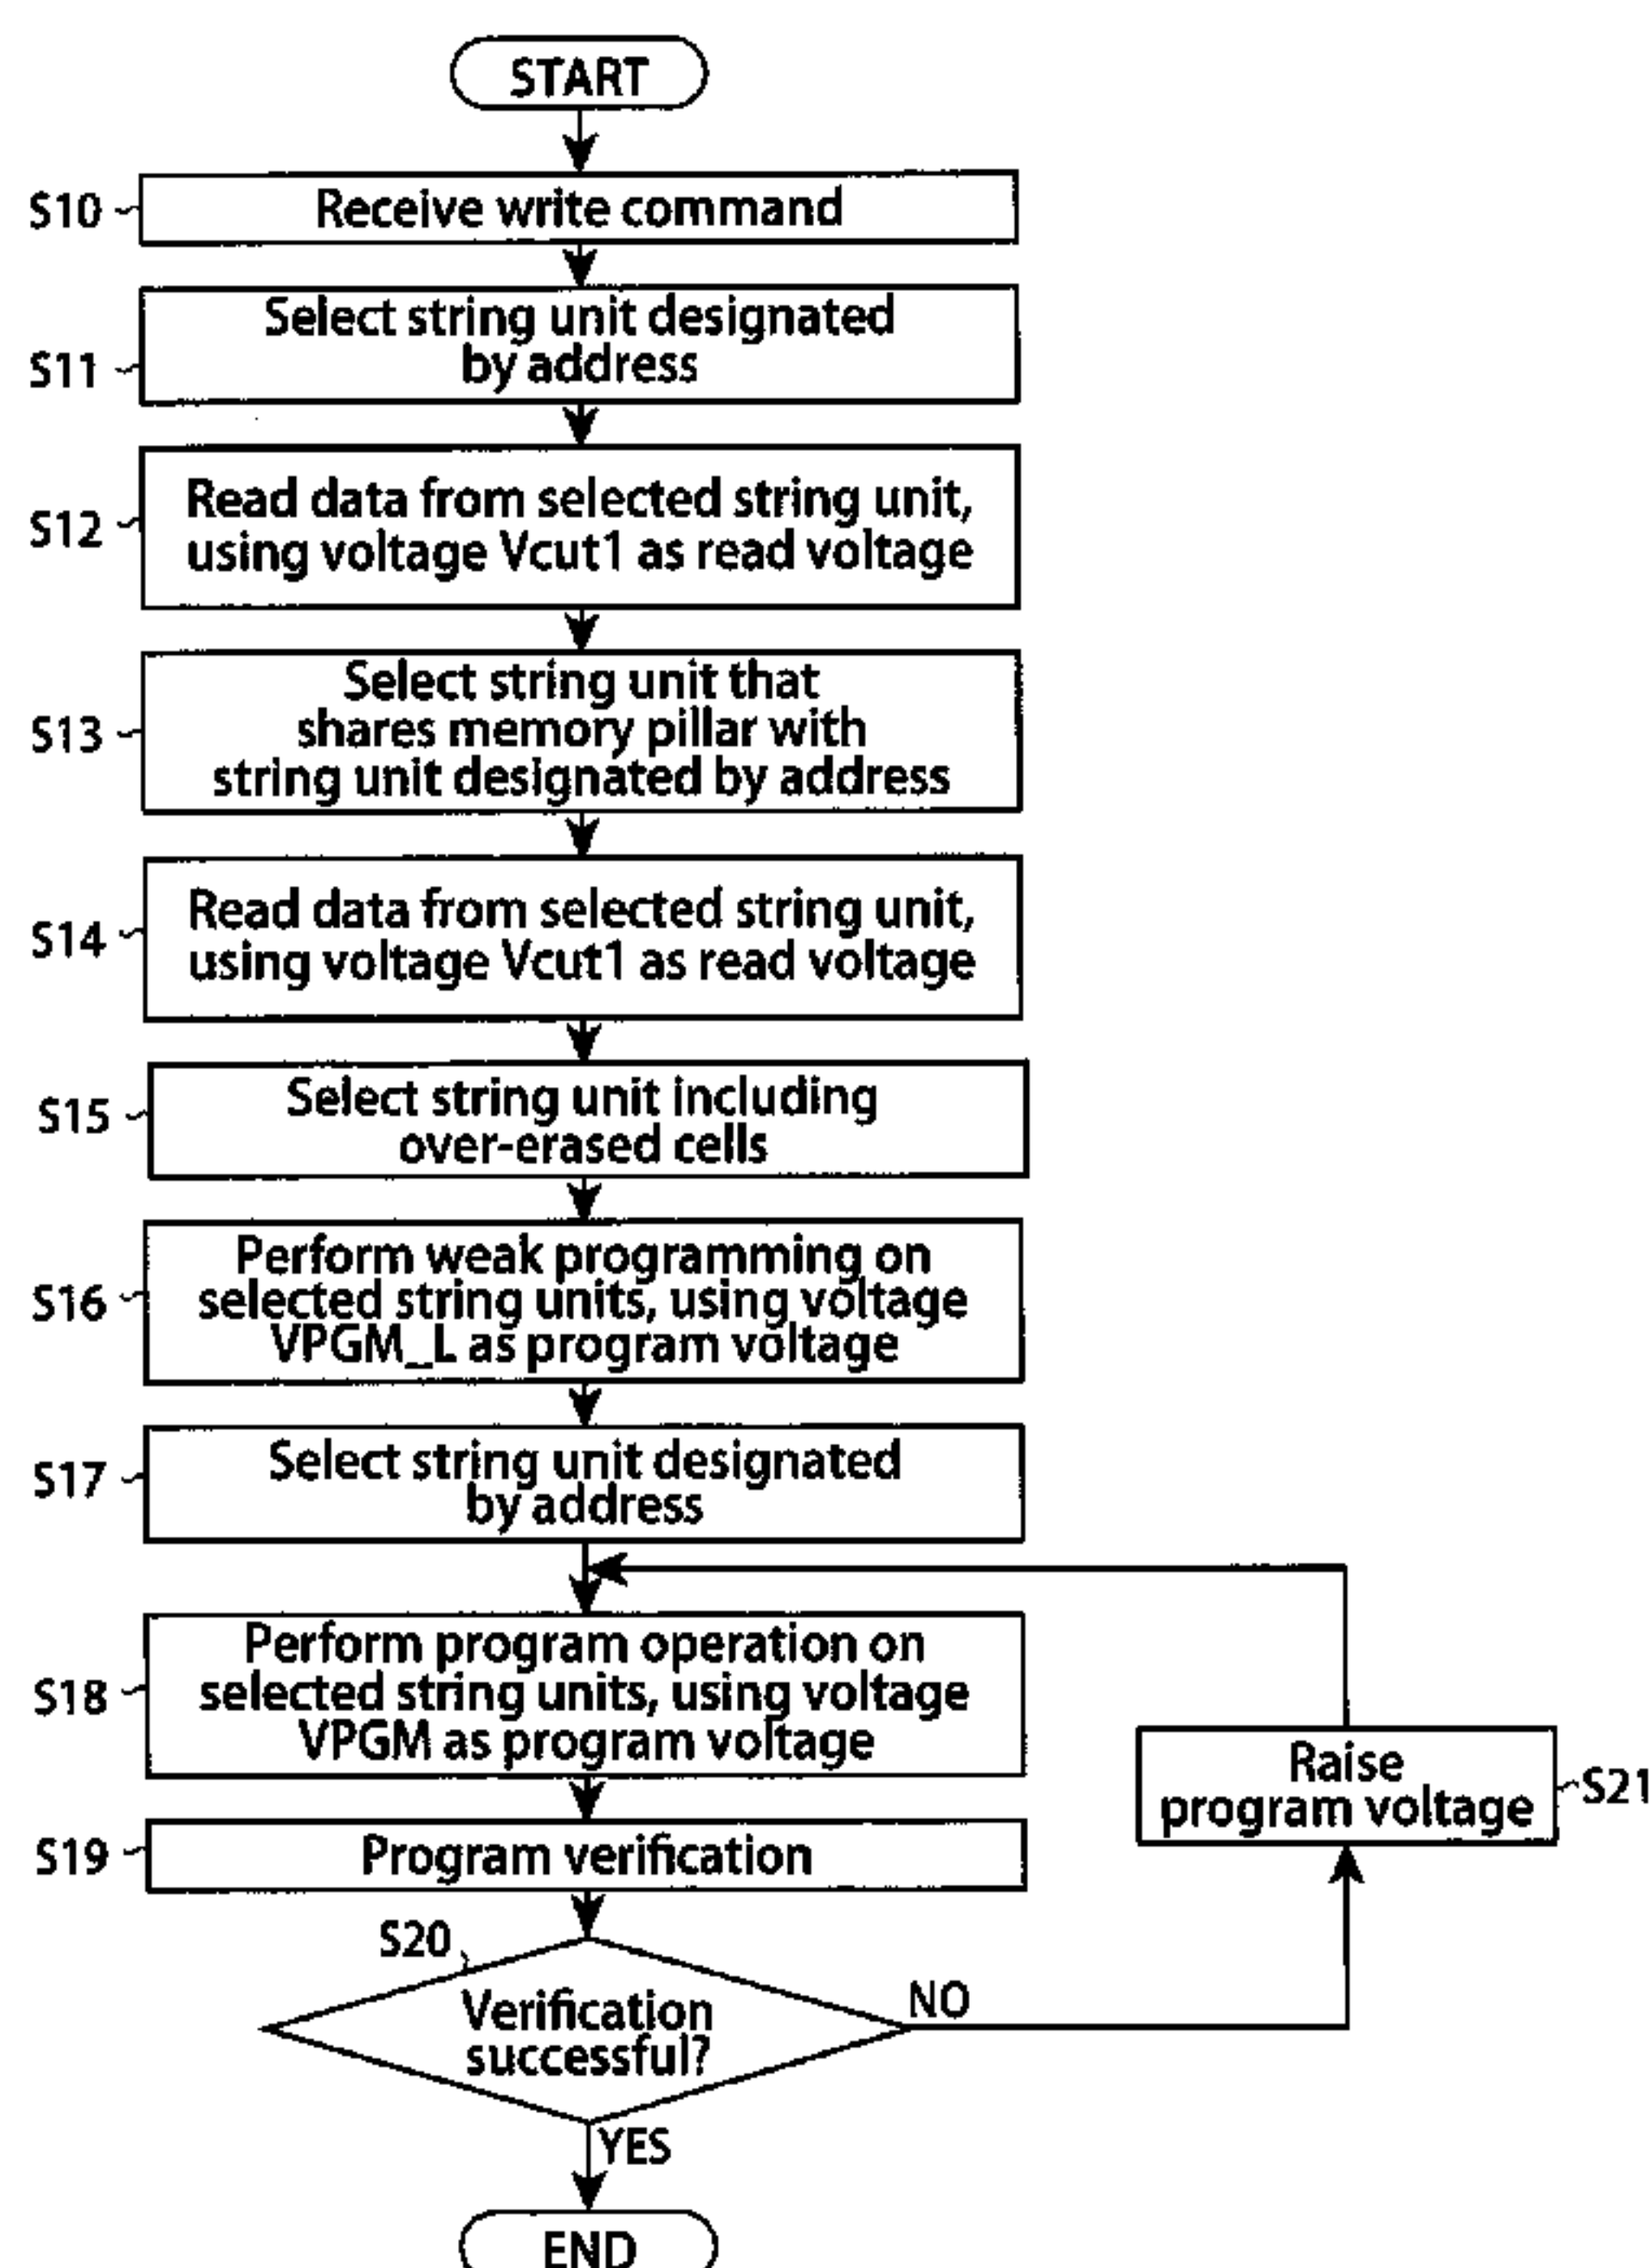 START
S10
Receive write command
S11
Select string unit designated
by address
S12
Read data from selected string unit,
using voltage Vcut1 as read voltage
S13
Select string unit that
shares memory pillar with
string unit designated by address
S14
Read data from selected string unit,
using voltage Vcut1 as read voltage
S15
Select string unit including
over-erased cells
S16
Perform weak programming on
selected string units, using voltage
VPGM_L as program voltage
S17
Select string unit designated
by address
S18
Perform program operation on
selected string units, using voltage
VPGM as program voltage
Raise
program voltage
S21
S19
Program verification
S20
Verification
successful?
NO
YES
END